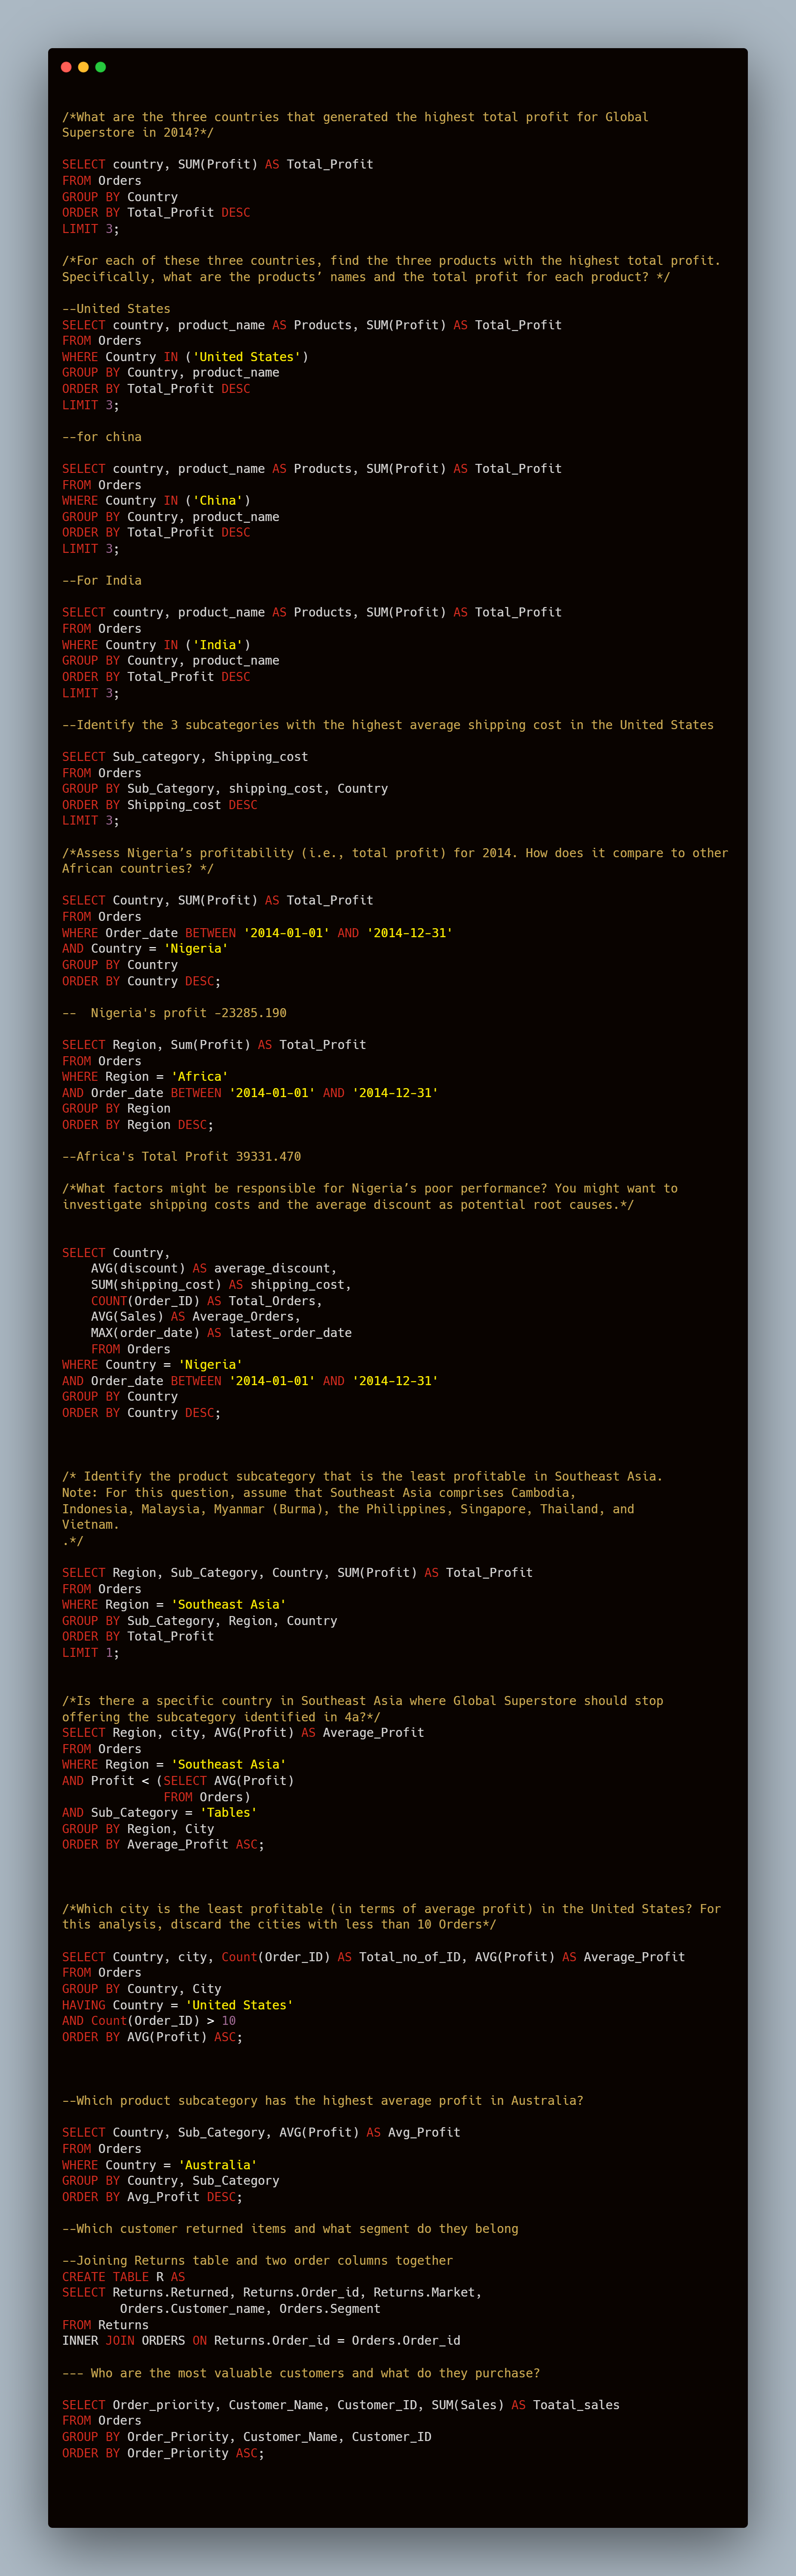 /*What are the three countries that generated the highest total profit for Global
Superstore in 2014?*/
SELECT country, SUM(Profit) AS Total_Profit
FROM Orders
GROUP BY Country
ORDER BY Total_Profit DESC
LIMIT 3;
/*For each of these three countries, find the three products with the highest total profit.
Specifically, what are the products’ names and the total profit for each product? */
--United States
SELECT country, product_name AS Products, SUM(Profit) AS Total_Profit
FROM Orders
WHERE Country IN ('United States')
GROUP BY Country, product_name
ORDER BY Total_Profit DESC
LIMIT 3;
--for china
SELECT country, product_name AS Products, SUM(Profit) AS Total_Profit
FROM Orders
WHERE Country IN ('China')
GROUP BY Country, product_name
ORDER BY Total_Profit DESC
LIMIT 3;
--For India
SELECT country, product_name AS Products, SUM(Profit) AS Total_Profit
FROM Orders
WHERE Country IN ('India')
GROUP BY Country, product_name
ORDER BY Total_Profit DESC
LIMIT 3;
--Identify the 3 subcategories with the highest average shipping cost in the United States
SELECT Sub_category, Shipping_cost
FROM Orders
GROUP BY Sub_Category, shipping_cost, Country
ORDER BY Shipping_cost DESC
LIMIT 3;
/*Assess Nigeria’s profitability (i.e., total profit) for 2014. How does it compare to other
African countries? */
SELECT Country, SUM(Profit) AS Total_Profit
FROM Orders
WHERE Order_date BETWEEN '2014-01-01' AND '2014-12-31'
AND Country = 'Nigeria'
GROUP BY Country
ORDER BY Country DESC;
--  Nigeria's profit -23285.190
SELECT Region, Sum(Profit) AS Total_Profit
FROM Orders
WHERE Region = 'Africa'
AND Order_date BETWEEN '2014-01-01' AND '2014-12-31'
GROUP BY Region
ORDER BY Region DESC;
--Africa's Total Profit 39331.470
/*What factors might be responsible for Nigeria’s poor performance? You might want to
investigate shipping costs and the average discount as potential root causes.*/
SELECT Country,
AVG(discount) AS average_discount,
SUM(shipping_cost) AS shipping_cost,
COUNT(Order_ID) AS Total_Orders,
AVG(Sales) AS Average_Orders,
MAX(order_date) AS latest_order_date
FROM Orders
WHERE Country = 'Nigeria'
AND Order_date BETWEEN '2014-01-01' AND '2014-12-31'
GROUP BY Country
ORDER BY Country DESC;
/* Identify the product subcategory that is the least profitable in Southeast Asia.
Note: For this question, assume that Southeast Asia comprises Cambodia,
Indonesia, Malaysia, Myanmar (Burma), the Philippines, Singapore, Thailand, and
Vietnam.
.*/
SELECT Region, Sub_Category, Country, SUM(Profit) AS Total_Profit
FROM Orders
WHERE Region = 'Southeast Asia'
GROUP BY Sub_Category, Region, Country
ORDER BY Total_Profit
LIMIT 1;
/*Is there a specific country in Southeast Asia where Global Superstore should stop
offering the subcategory identified in 4a?*/
SELECT Region, city, AVG(Profit) AS Average_Profit
FROM Orders
WHERE Region = 'Southeast Asia'
AND Profit < (SELECT AVG(Profit)
FROM Orders)
AND Sub_Category = 'Tables'
GROUP BY Region, City
ORDER BY Average_Profit ASC;
/*Which city is the least profitable (in terms of average profit) in the United States? For
this analysis, discard the cities with less than 10 Orders*/
SELECT Country, city, Count(Order_ID) AS Total_no_of_ID, AVG(Profit) AS Average_Profit
FROM Orders
GROUP BY Country, City
HAVING Country = 'United States'
AND Count(Order_ID) > 10
ORDER BY AVG(Profit) ASC;
--Which product subcategory has the highest average profit in Australia?
SELECT Country, Sub_Category, AVG(Profit) AS Avg_Profit
FROM Orders
WHERE Country = 'Australia'
GROUP BY Country, Sub_Category
ORDER BY Avg_Profit DESC;
--Which customer returned items and what segment do they belong
--Joining Returns table and two order columns together
CREATE TABLE R AS
SELECT Returns.Returned, Returns.Order_id, Returns.Market,
Orders.Customer_name, Orders.Segment
FROM Returns
INNER JOIN ORDERS ON Returns.Order_id = Orders.Order_id
--- Who are the most valuable customers and what do they purchase?
SELECT Order_priority, Customer_Name, Customer_ID, SUM(Sales) AS Toatal_sales
FROM Orders
GROUP BY Order_Priority, Customer_Name, Customer_ID
ORDER BY Order_Priority ASC;